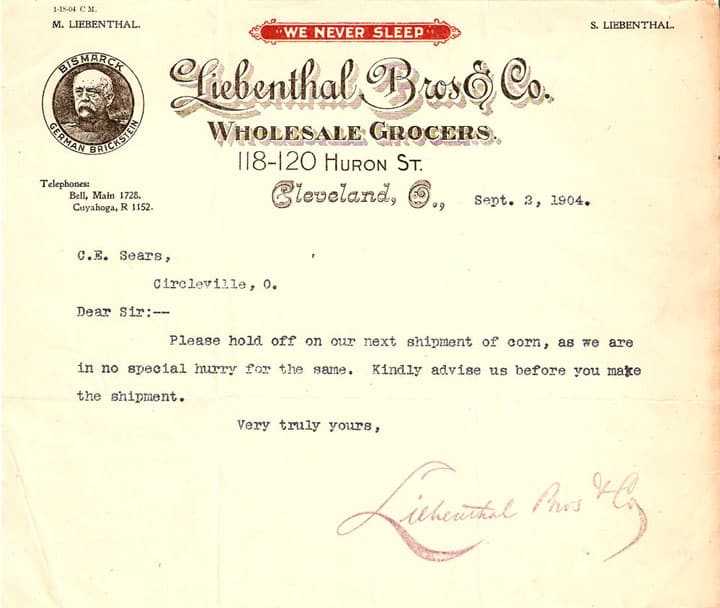 1-18-04 C M.
M. LIEBENTHAL.
"WE NEVER SLEEP"
S. LIEBENTHAL.
BISMARCK
GERMAN BRICKSTEIN
Liebenthal Bros & Co.
WHOLESALE GROCERS.
118-120 HURON ST.
Cleveland, O., Sept. 2, 1904.
Telephones:
Bell, Main 1728.
Cuyahoga, R 1152.
C.E. Sears,
Circleville, O.
Dear Sir:--
Please hold off on our next shipment of corn, as we are
in no special hurry for the same. Kindly advise us before you make
the shipment.
Very truly yours,
Liebenthal Bros & Co